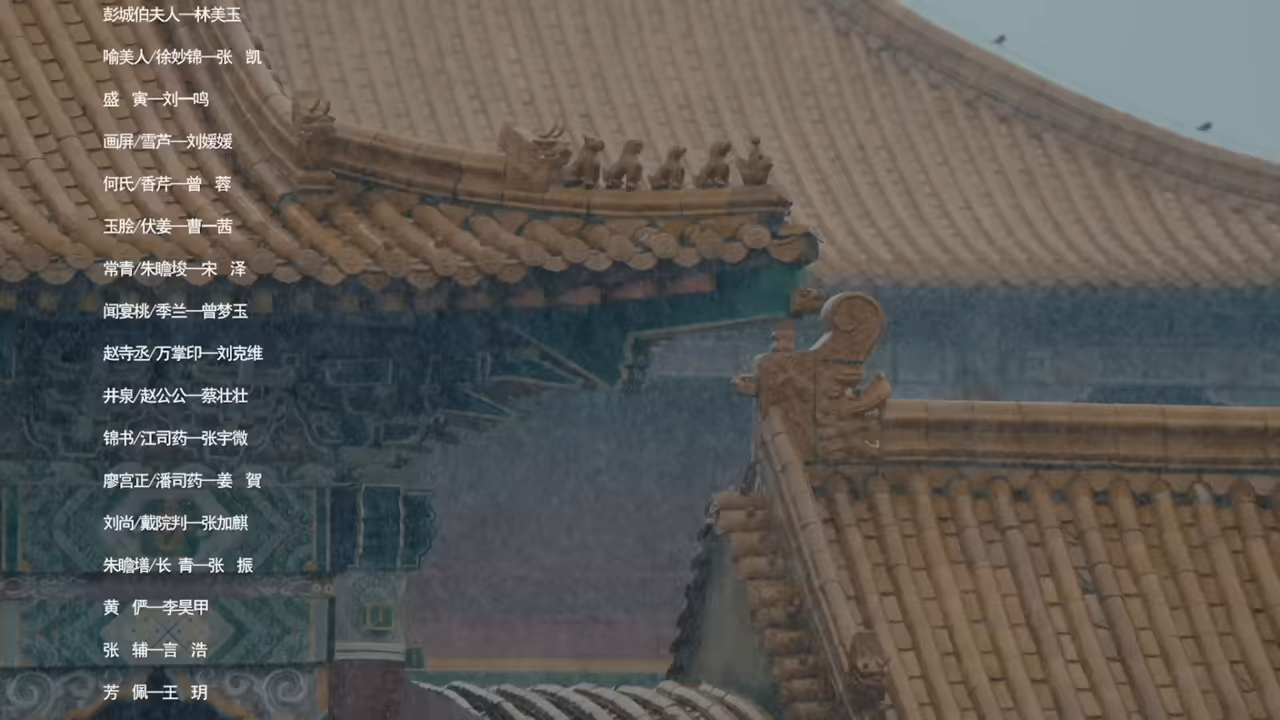 彭城伯夫人—林美玉
喻美人/徐妙锦—张 凯
盛 寅—刘一鸣
画屏/雪芦—刘媛媛
何氏/香芹—曾 蓉
玉脍/伏姜—曹一茜
常青/朱瞻埈—宋 泽
闻宴桃/季兰—曾梦玉
赵寺丞/万掌印—刘克维
井泉/赵公公—蔡壮壮
锦书/江司药—张宇微
廖宫正/潘司药—姜 賀
刘尚/戴院判—张加麒
朱瞻墡/长 青—张 振
黄 俨—李昊甲
张 辅—言 浩
芳 佩—王 玥